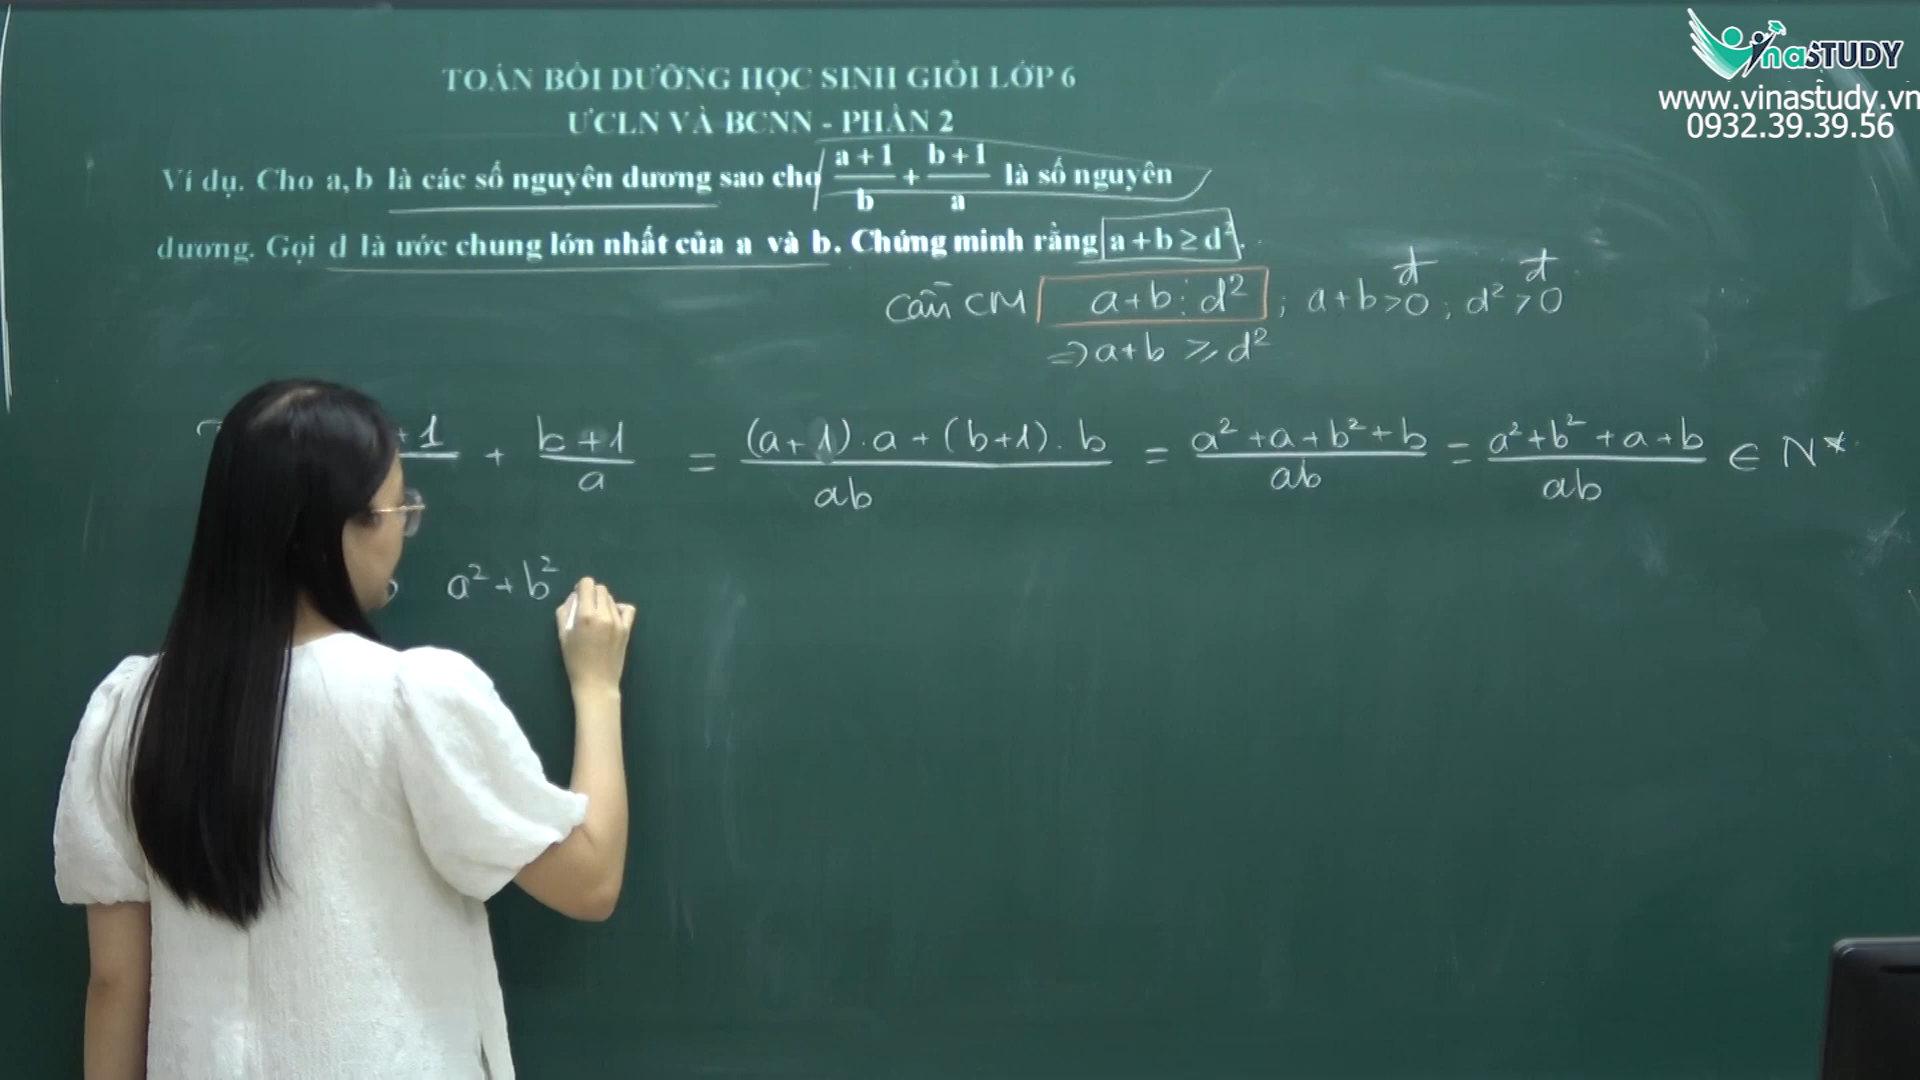 VinaSTUDY
www.vinastudy.vn
0932.39.39.56
TOÁN BỒI DƯỠNG HỌC SINH GIỎI LỚP 6
ƯCLN VÀ BCNN - PHẦN 2
Ví dụ. Cho a, b là các số nguyên dương sao cho (a+1)/b + (b+1)/a là số nguyên
dương. Gọi d là ước chung lớn nhất của a và b. Chứng minh rằng a + b ≥ d².
Cần CM a+b ⋮ d² ; a+b > 0 ; d² > 0
⇒ a+b ≥ d²
+1 + (b+1)/a = ((a+1).a + (b+1).b)/ab = (a²+a+b²+b)/ab = (a²+b²+a+b)/ab ∈ N*
a² + b²